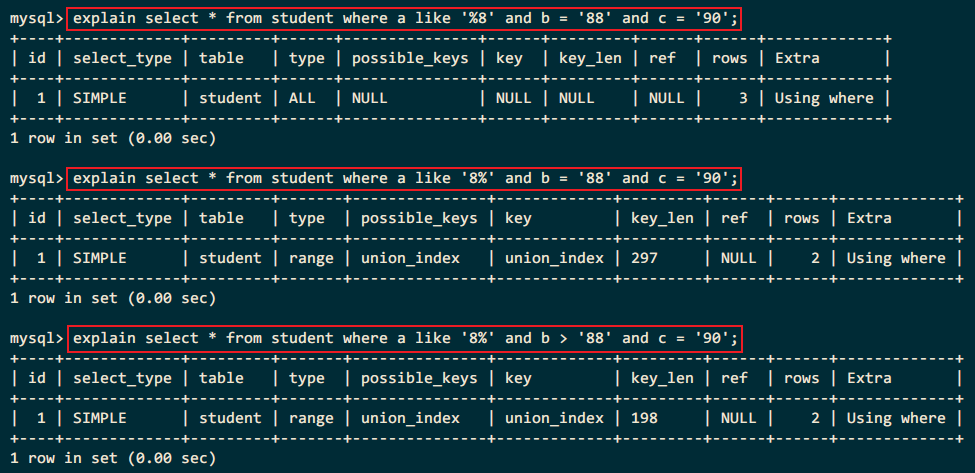 mysql> explain select * from student where a like '%8' and b = '88' and c = '90';
+----+-------------+---------+------+---------------+------+---------+------+------+-------------+
| id | select_type | table   | type | possible_keys | key  | key_len | ref  | rows | Extra       |
+----+-------------+---------+------+---------------+------+---------+------+------+-------------+
|  1 | SIMPLE      | student | ALL  | NULL          | NULL | NULL    | NULL |    3 | Using where |
+----+-------------+---------+------+---------------+------+---------+------+------+-------------+
1 row in set (0.00 sec)
mysql> explain select * from student where a like '8%' and b = '88' and c = '90';
+----+-------------+---------+-------+---------------+-------------+---------+------+------+-------------+
| id | select_type | table   | type  | possible_keys | key         | key_len | ref  | rows | Extra       |
+----+-------------+---------+-------+---------------+-------------+---------+------+------+-------------+
|  1 | SIMPLE      | student | range | union_index   | union_index | 297     | NULL |    2 | Using where |
+----+-------------+---------+-------+---------------+-------------+---------+------+------+-------------+
1 row in set (0.00 sec)
mysql> explain select * from student where a like '8%' and b > '88' and c = '90';
+----+-------------+---------+-------+---------------+-------------+---------+------+------+-------------+
| id | select_type | table   | type  | possible_keys | key         | key_len | ref  | rows | Extra       |
+----+-------------+---------+-------+---------------+-------------+---------+------+------+-------------+
|  1 | SIMPLE      | student | range | union_index   | union_index | 198     | NULL |    2 | Using where |
+----+-------------+---------+-------+---------------+-------------+---------+------+------+-------------+
1 row in set (0.00 sec)